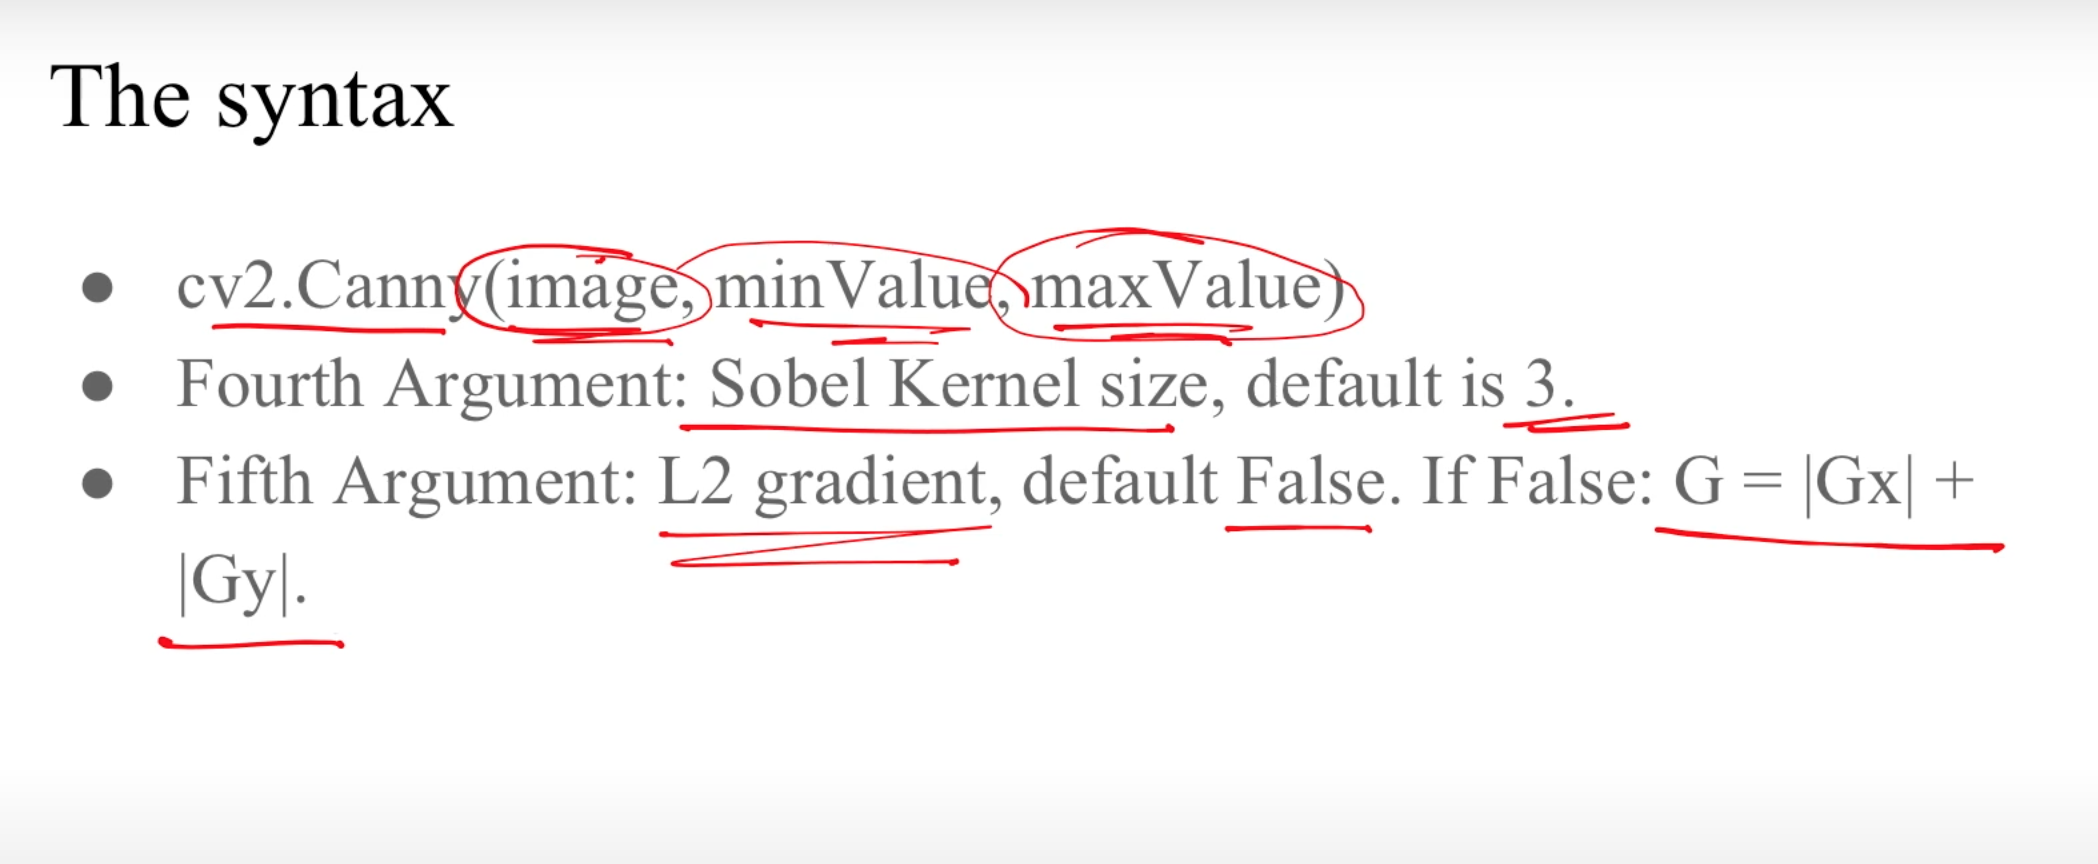 The syntax
● cv2.Canny(image, minValue, maxValue)
● Fourth Argument: Sobel Kernel size, default is 3.
● Fifth Argument: L2 gradient, default False. If False: G = |Gx| +
|Gy|.